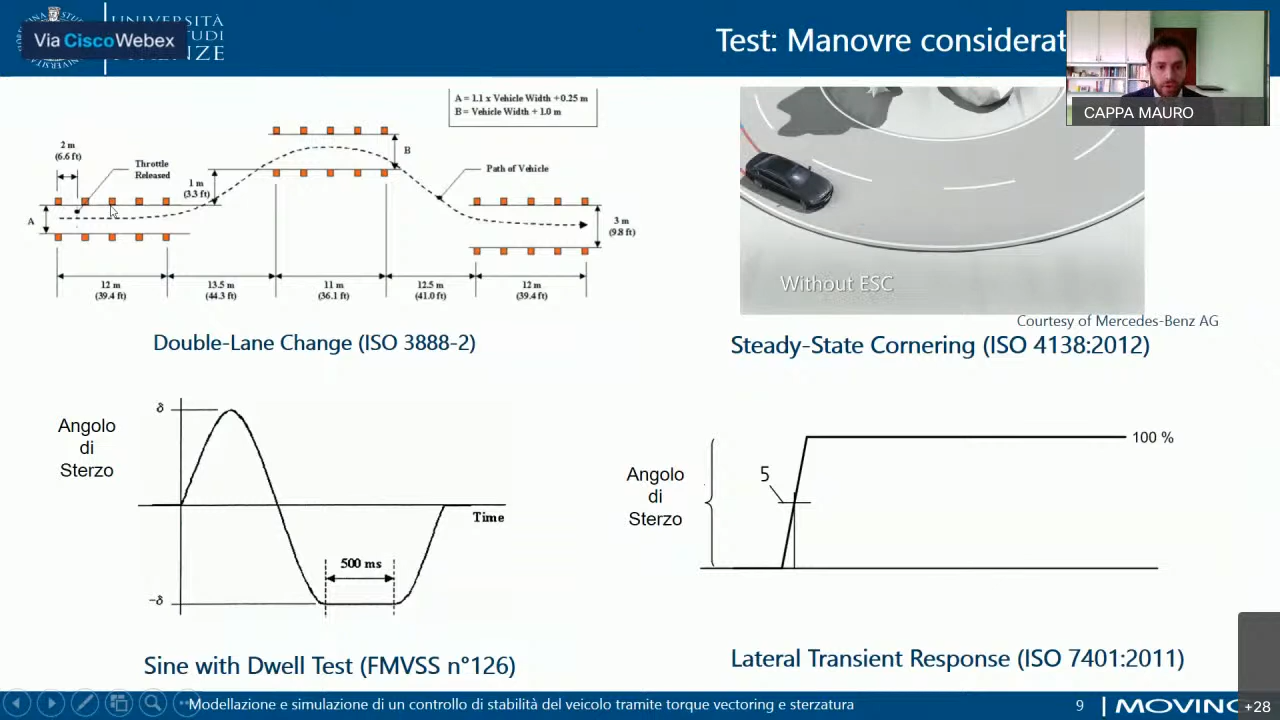 UNIVERSITÀ
STUDI
FIRENZE
Via Cisco Webex
Test: Manovre considerat
CAPPA MAURO
A = 1.1 x Vehicle Width + 0.25 m
B = Vehicle Width + 1.0 m
2 m
(6.6 ft)
Throttle
Released
1 m
(3.3 ft)
B
Path of Vehicle
A
3 m
(9.8 ft)
12 m
(39.4 ft)
13.5 m
(44.3 ft)
11 m
(36.1 ft)
12.5 m
(41.0 ft)
12 m
(39.4 ft)
Double-Lane Change (ISO 3888-2)
Without ESC
Courtesy of Mercedes-Benz AG
Steady-State Cornering (ISO 4138:2012)
Angolo
di
Sterzo
δ
Time
500 ms
-δ
Sine with Dwell Test (FMVSS n°126)
Angolo
di
Sterzo
5
100 %
Lateral Transient Response (ISO 7401:2011)
Modellazione e simulazione di un controllo di stabilità del veicolo tramite torque vectoring e sterzatura
9
MOVING
+28